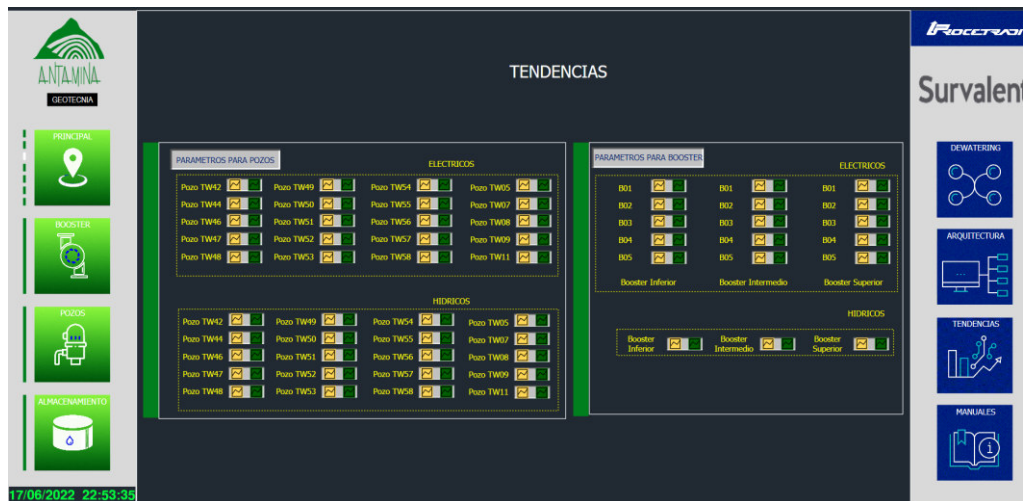 ANTAMINA
GEOTECNIA
PRINCIPAL
BOOSTER
POZOS
ALMACENAMIENTO
17/06/2022 22:53:35
TENDENCIAS
PARAMETROS PARA POZOS
ELECTRICOS
Pozo TW42 Pozo TW49 Pozo TW54 Pozo TW05
Pozo TW44 Pozo TW50 Pozo TW55 Pozo TW07
Pozo TW46 Pozo TW51 Pozo TW56 Pozo TW08
Pozo TW47 Pozo TW52 Pozo TW57 Pozo TW09
Pozo TW48 Pozo TW53 Pozo TW58 Pozo TW11
HIDRICOS
Pozo TW42 Pozo TW49 Pozo TW54 Pozo TW05
Pozo TW44 Pozo TW50 Pozo TW55 Pozo TW07
Pozo TW46 Pozo TW51 Pozo TW56 Pozo TW08
Pozo TW47 Pozo TW52 Pozo TW57 Pozo TW09
Pozo TW48 Pozo TW53 Pozo TW58 Pozo TW11
PARAMETROS PARA BOOSTER
ELECTRICOS
B01 B01 B01
B02 B02 B02
B03 B03 B03
B04 B04 B04
B05 B05 B05
Booster Inferior Booster Intermedio Booster Superior
HIDRICOS
Booster Booster Booster
Inferior Intermedio Superior
Survalent
DEWATERING
ARQUITECTURA
TENDENCIAS
MANUALES